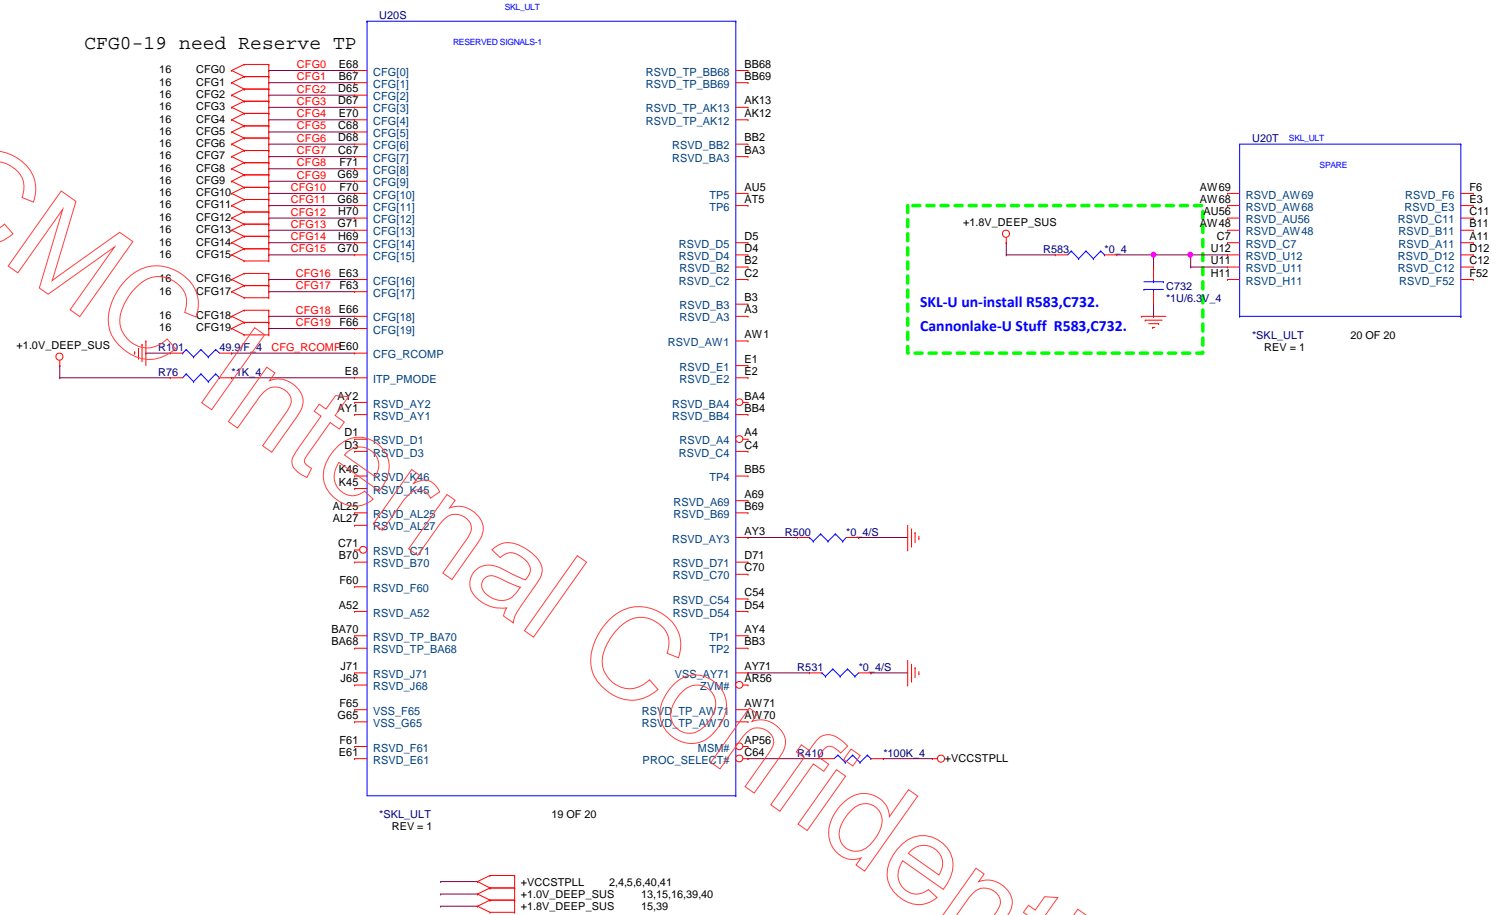 SKL_ULT
U20S
CFG0-19 need Reserve TP
RESERVED SIGNALS-1
16 CFG0 CFG0 E68 CFG[0]
16 CFG1 CFG1 B67 CFG[1]
16 CFG2 CFG2 D65 CFG[2]
16 CFG3 CFG3 D67 CFG[3]
16 CFG4 CFG4 E70 CFG[4]
16 CFG5 CFG5 C68 CFG[5]
16 CFG6 CFG6 D68 CFG[6]
16 CFG7 CFG7 C67 CFG[7]
16 CFG8 CFG8 F71 CFG[8]
16 CFG9 CFG9 G69 CFG[9]
16 CFG10 CFG10 F70 CFG[10]
16 CFG11 CFG11 G68 CFG[11]
16 CFG12 CFG12 H70 CFG[12]
16 CFG13 CFG13 G71 CFG[13]
16 CFG14 CFG14 H69 CFG[14]
16 CFG15 CFG15 G70 CFG[15]
16 CFG16 CFG16 E63 CFG[16]
16 CFG17 CFG17 F63 CFG[17]
16 CFG18 CFG18 E66 CFG[18]
16 CFG19 CFG19 F66 CFG[19]
+1.0V_DEEP_SUS
R101 49.9/F_4 CFG_RCOMP E60 CFG_RCOMP
R76 *1K_4 E8 ITP_PMODE
AY2 RSVD_AY2
AY1 RSVD_AY1
D1 RSVD_D1
D3 RSVD_D3
K46 RSVD_K46
K45 RSVD_K45
AL25 RSVD_AL25
AL27 RSVD_AL27
C71 RSVD_C71
B70 RSVD_B70
F60 RSVD_F60
A52 RSVD_A52
BA70 RSVD_TP_BA70
BA68 RSVD_TP_BA68
J71 RSVD_J71
J68 RSVD_J68
F65 VSS_F65
G65 VSS_G65
F61 RSVD_F61
E61 RSVD_E61
RSVD_TP_BB68 BB68
RSVD_TP_BB69 BB69
RSVD_TP_AK13 AK13
RSVD_TP_AK12 AK12
RSVD_BB2 BB2
RSVD_BA3 BA3
TP5 AU5
TP6 AT5
RSVD_D5 D5
RSVD_D4 D4
RSVD_B2 B2
RSVD_C2 C2
RSVD_B3 B3
RSVD_A3 A3
RSVD_AW1 AW1
RSVD_E1 E1
RSVD_E2 E2
RSVD_BA4 BA4
RSVD_BB4 BB4
RSVD_A4 A4
RSVD_C4 C4
TP4 BB5
RSVD_A69 A69
RSVD_B69 B69
RSVD_AY3 AY3 R500 *0_4/S
RSVD_D71 D71
RSVD_C70 C70
RSVD_C54 C54
RSVD_D54 D54
TP1 AY4
TP2 BB3
VSS_AY71 AY71 R531 *0_4/S
ZVM# AR56
RSVD_TP_AW71 AW71
RSVD_TP_AW70 AW70
MSM# AP56
PROC_SELECT# C64 R410 *100K_4 +VCCSTPLL
*SKL_ULT
REV = 1
19 OF 20
U20T SKL_ULT
SPARE
AW69 RSVD_AW69 RSVD_F6 F6
AW68 RSVD_AW68 RSVD_E3 E3
AU56 RSVD_AU56 RSVD_C11 C11
AW48 RSVD_AW48 RSVD_B11 B11
C7 RSVD_C7 RSVD_A11 A11
U12 RSVD_U12 RSVD_D12 D12
U11 RSVD_U11 RSVD_C12 C12
H11 RSVD_H11 RSVD_F52 F52
+1.8V_DEEP_SUS
R583 *0_4
C732
*1U/6.3V_4
SKL-U un-install R583,C732.
Cannonlake-U Stuff R583,C732.
*SKL_ULT
REV = 1
20 OF 20
+VCCSTPLL 2,4,5,6,40,41
+1.0V_DEEP_SUS 13,15,16,39,40
+1.8V_DEEP_SUS 15,39
CMC Internal Confidenti